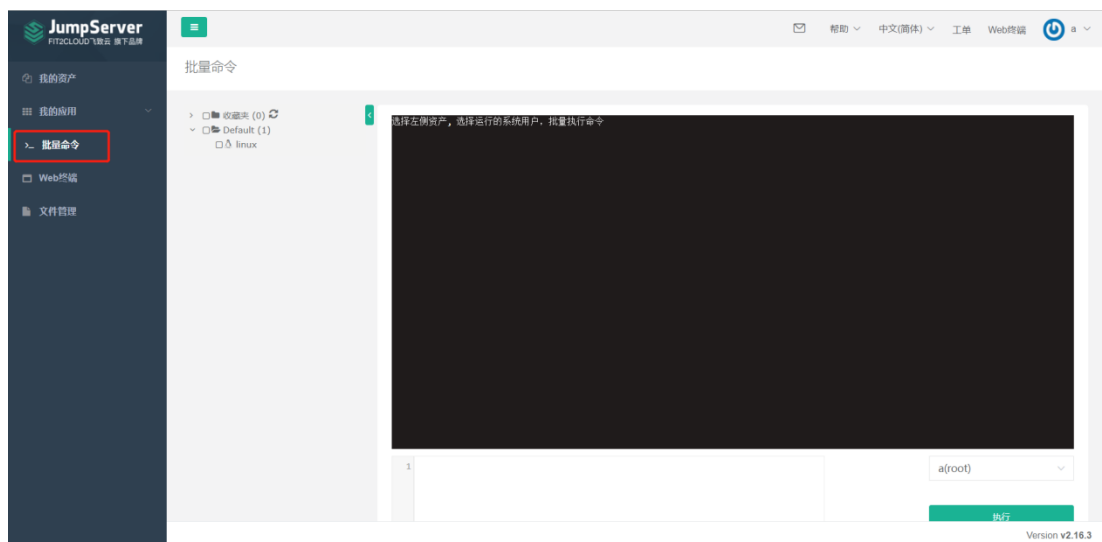 JumpServer
FIT2CLOUD飞致云 旗下品牌
帮助
中文(简体)
工单
Web终端
a
我的资产
我的应用
批量命令
Web终端
文件管理
批量命令
收藏夹 (0)
Default (1)
linux
选择左侧资产, 选择运行的系统用户, 批量执行命令
1
a(root)
执行
Version v2.16.3